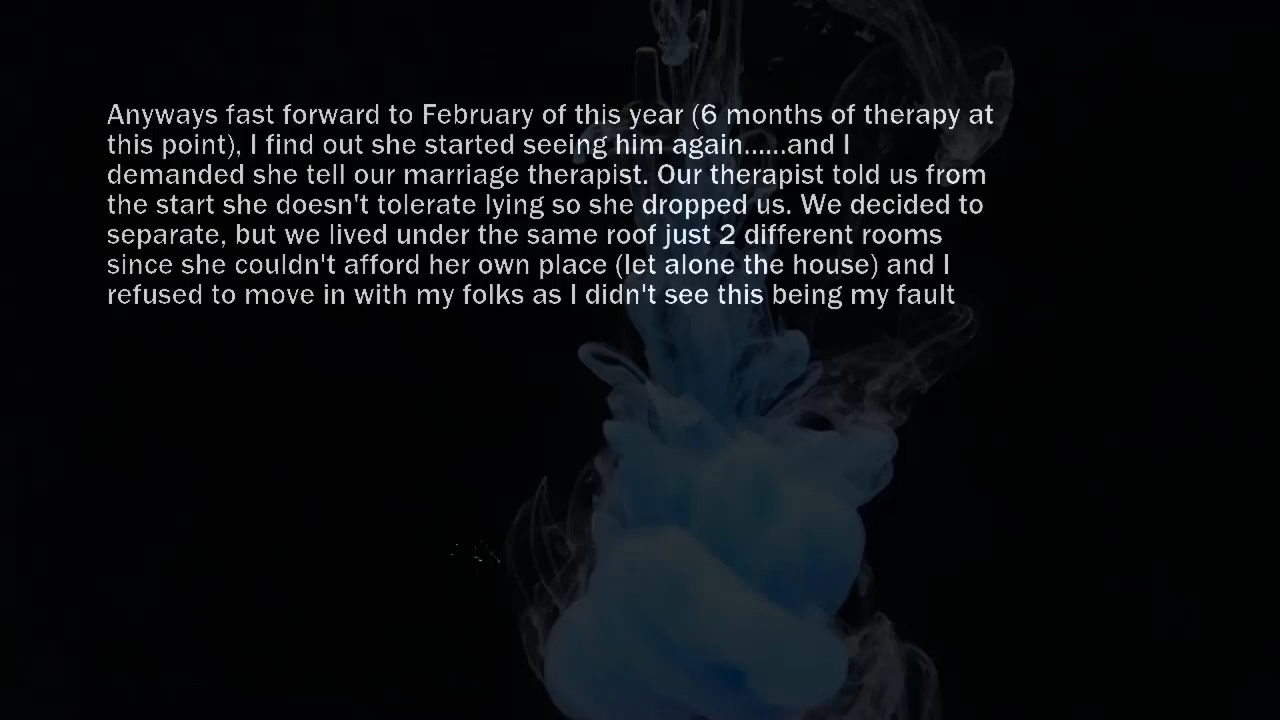 Anyways fast forward to February of this year (6 months of therapy at
this point), I find out she started seeing him again......and I
demanded she tell our marriage therapist. Our therapist told us from
the start she doesn't tolerate lying so she dropped us. We decided to
separate, but we lived under the same roof just 2 different rooms
since she couldn't afford her own place (let alone the house) and I
refused to move in with my folks as I didn't see this being my fault